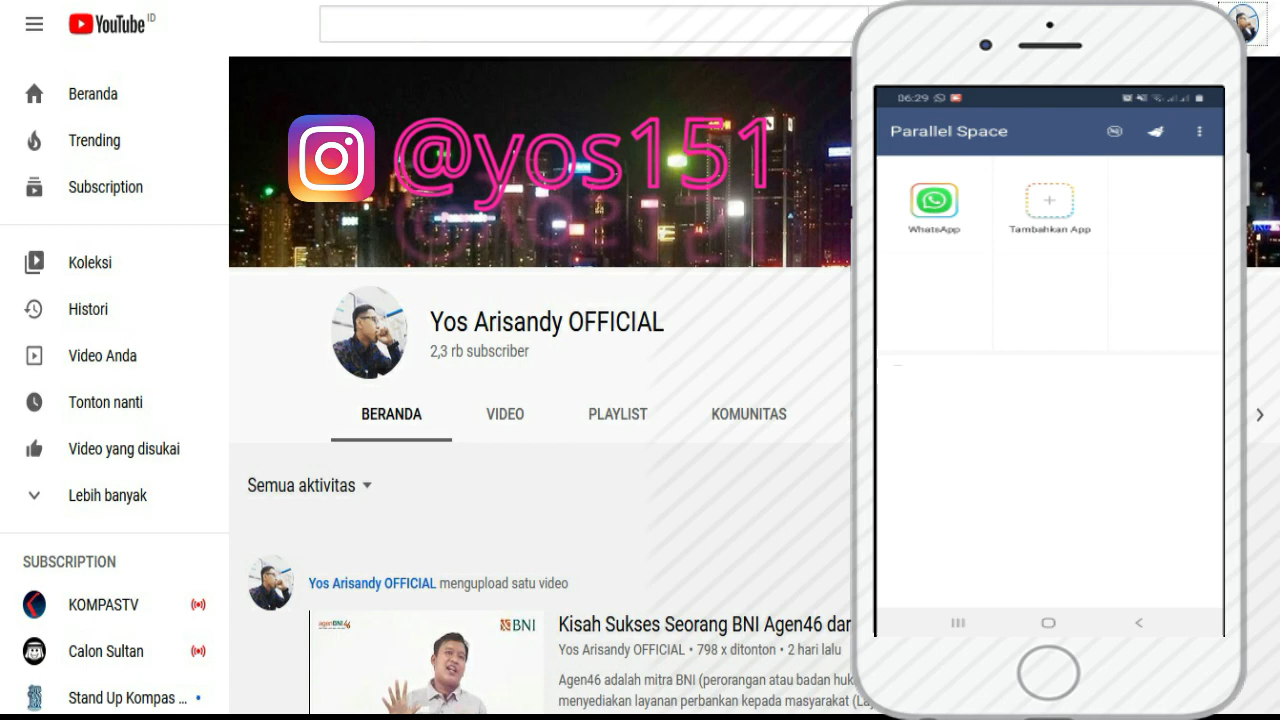 YouTube ID
Beranda
Trending
Subscription
Koleksi
Histori
Video Anda
Tonton nanti
Video yang disukai
Lebih banyak
SUBSCRIPTION
KOMPASTV
Calon Sultan
Stand Up Kompas ...
@yos151
Panasonic
Yos Arisandy OFFICIAL
2,3 rb subscriber
BERANDA
VIDEO
PLAYLIST
KOMUNITAS
Semua aktivitas
Yos Arisandy OFFICIAL mengupload satu video
agenBNI46
BNI
Kisah Sukses Seorang BNI Agen46 dar
Yos Arisandy OFFICIAL • 798 x ditonton • 2 hari lalu
Agen46 adalah mitra BNI (perorangan atau badan huk
menyediakan layanan perbankan kepada masyarakat (La
06:29
Parallel Space
WhatsApp
Tambahkan App